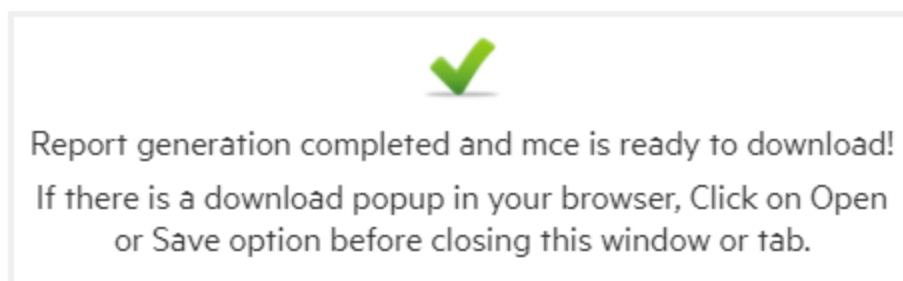 Report generation completed and mce is ready to download!
If there is a download popup in your browser, Click on Open
or Save option before closing this window or tab.